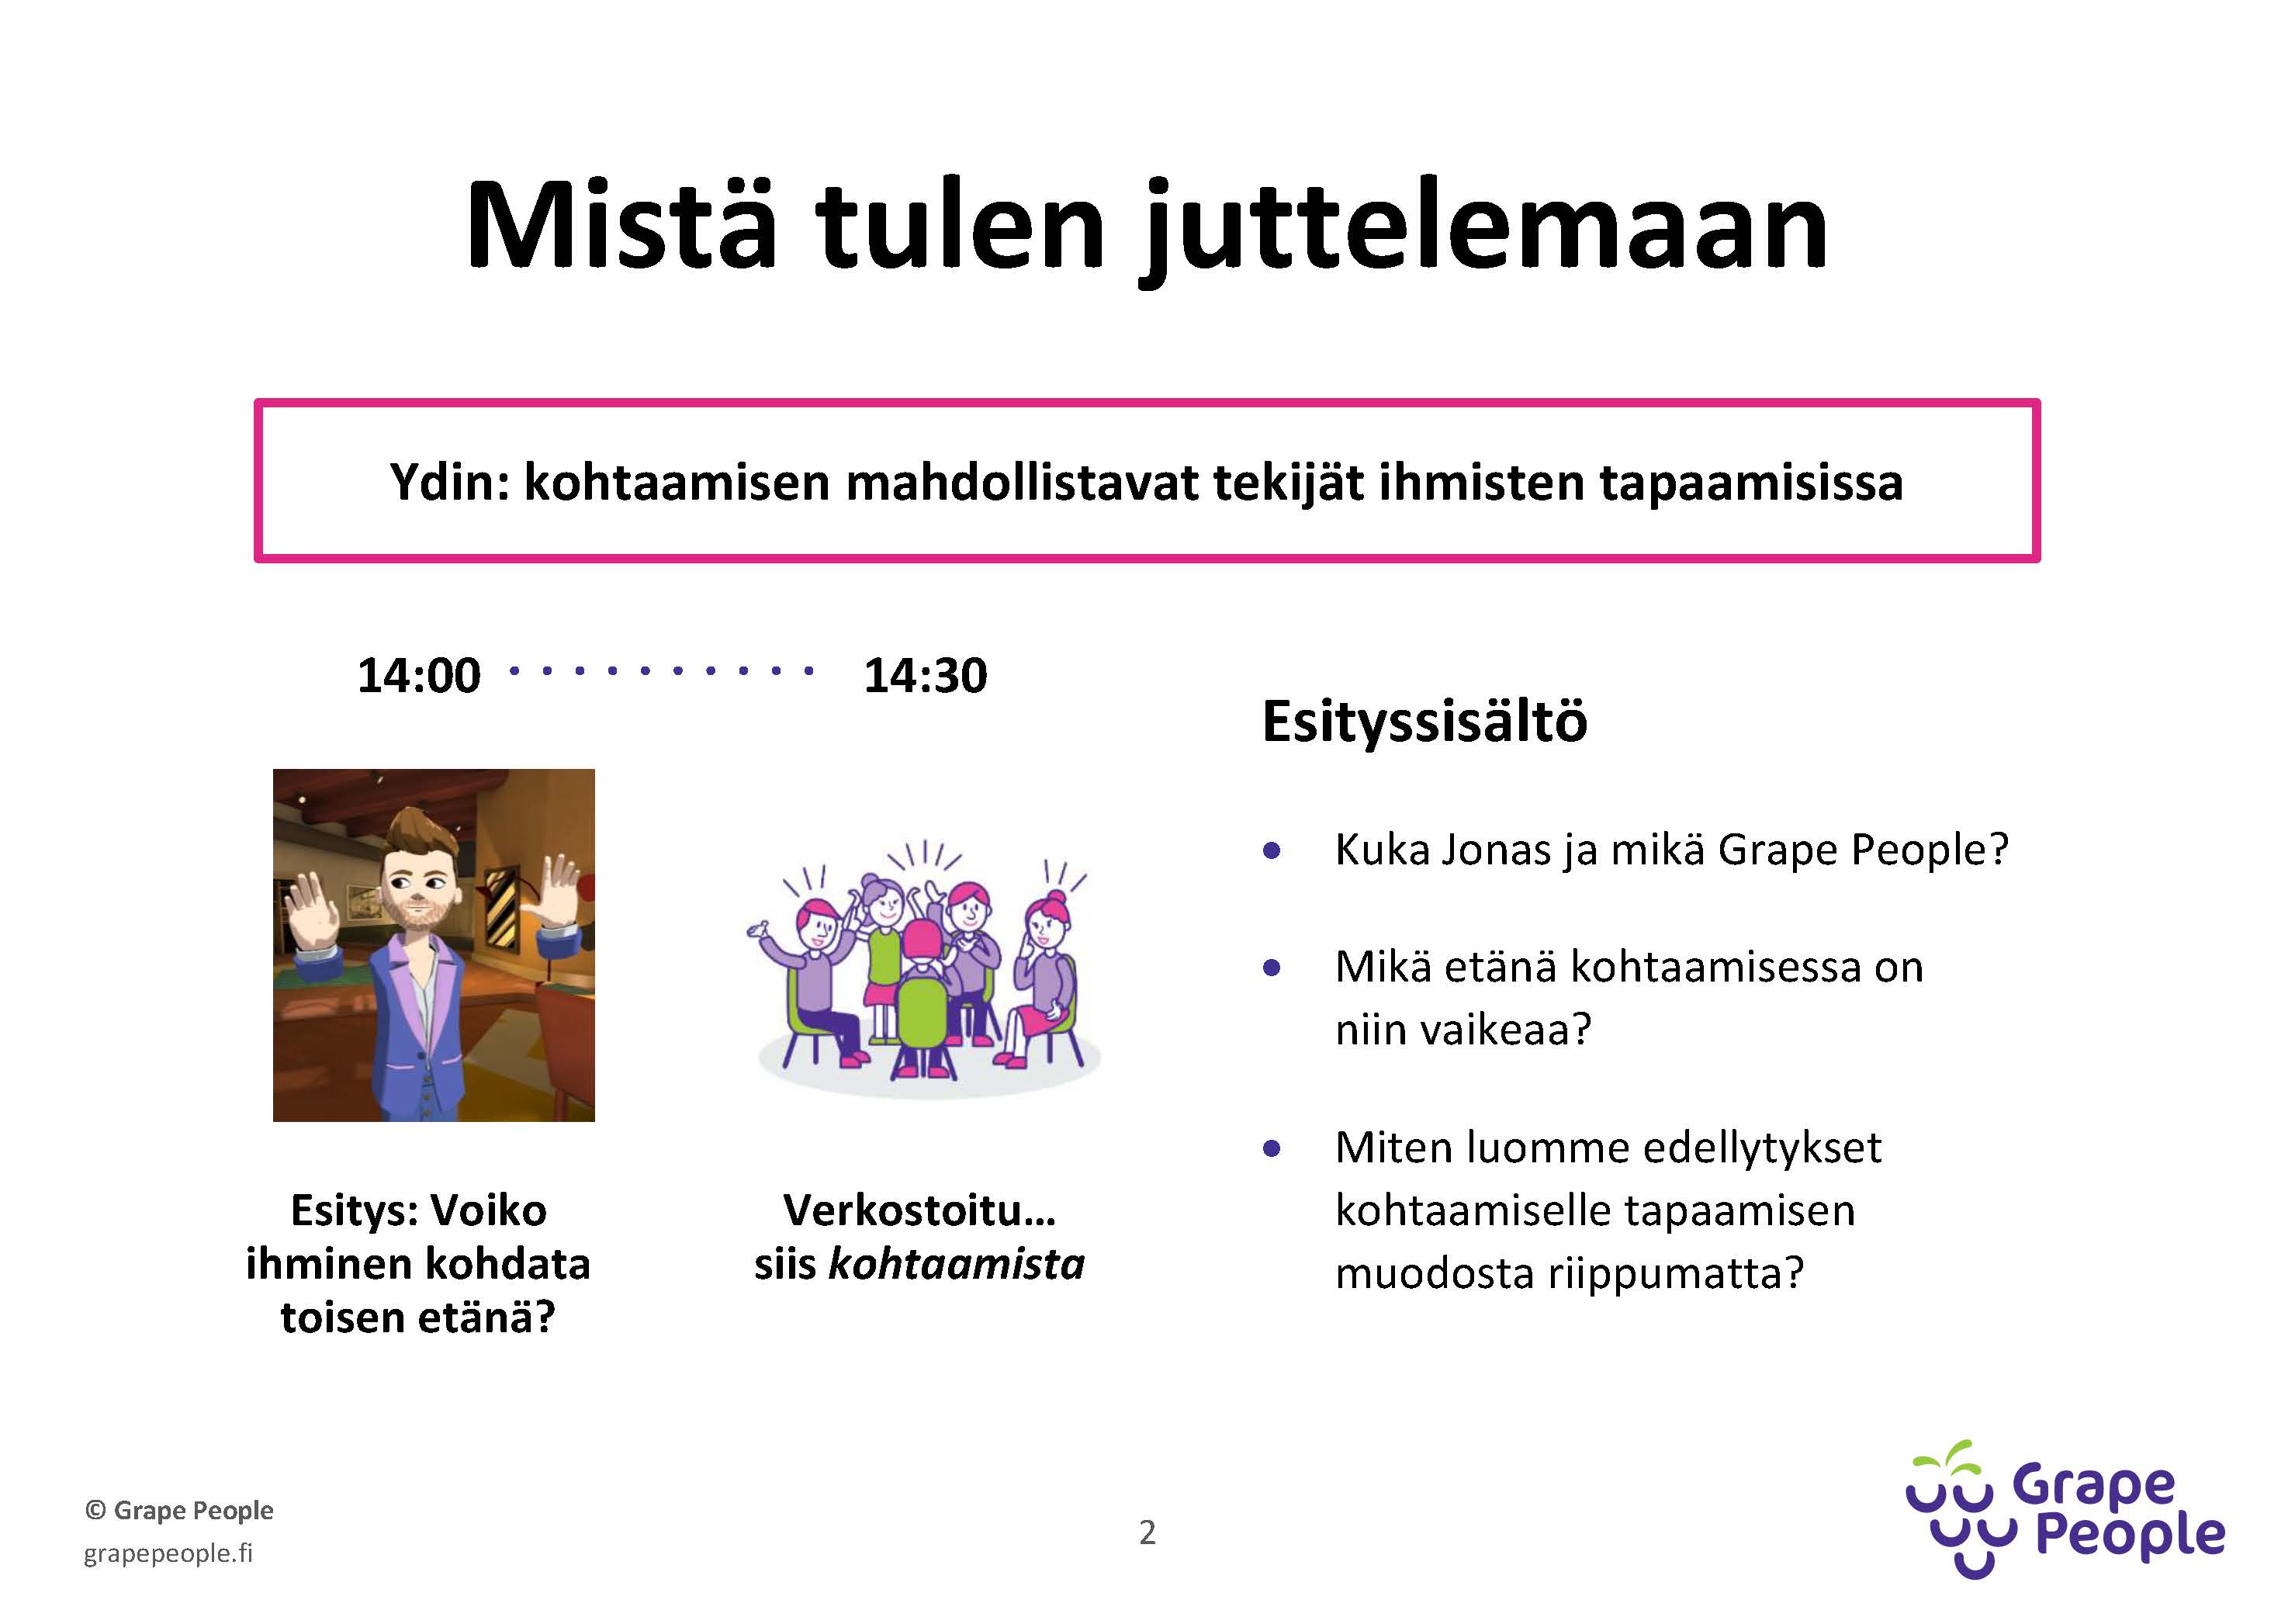 Mistä tulen juttelemaan
Ydin: kohtaamisen mahdollistavat tekijät ihmisten tapaamisissa
14:00 · · · · · · · · · · 14:30
Esitys: Voiko
ihminen kohdata
toisen etänä?
Verkostoitu…
siis kohtaamista
Esityssisältö
• Kuka Jonas ja mikä Grape People?
• Mikä etänä kohtaamisessa on
niin vaikeaa?
• Miten luomme edellytykset
kohtaamiselle tapaamisen
muodosta riippumatta?
© Grape People
grapepeople.fi
2
Grape
People